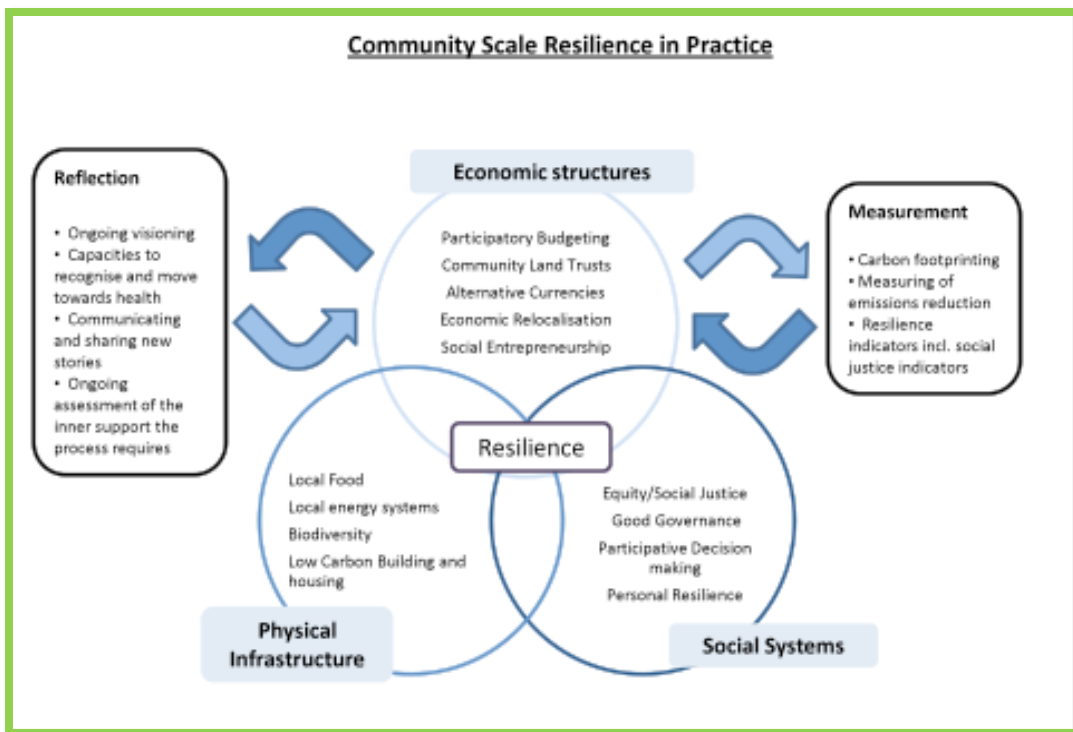 Community Scale Resilience in Practice
Reflection
• Ongoing visioning
• Capacities to
recognise and move
towards health
• Communicating
and sharing new
stories
• Ongoing
assessment of the
inner support the
process requires
Economic structures
Participatory Budgeting
Community Land Trusts
Alternative Currencies
Economic Relocalisation
Social Entrepreneurship
Measurement
• Carbon footprinting
• Measuring of
emissions reduction
• Resilience
indicators incl. social
justice indicators
Resilience
Local Food
Local energy systems
Biodiversity
Low Carbon Building and
housing
Physical
Infrastructure
Equity/Social Justice
Good Governance
Participative Decision
making
Personal Resilience
Social Systems